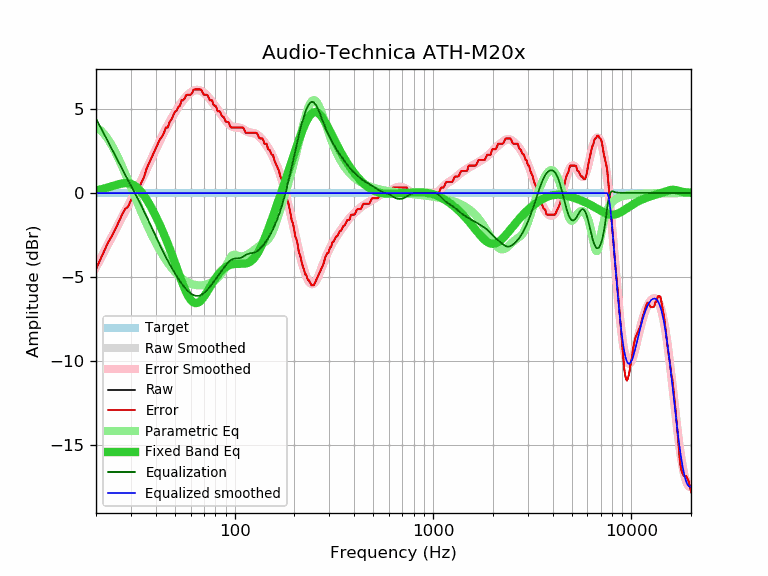 Audio-Technica ATH-M20x
Amplitude (dBr)
5
0
−5
−10
−15
Target
Raw Smoothed
Error Smoothed
Raw
Error
Parametric Eq
Fixed Band Eq
Equalization
Equalized smoothed
100 1000 10000
Frequency (Hz)